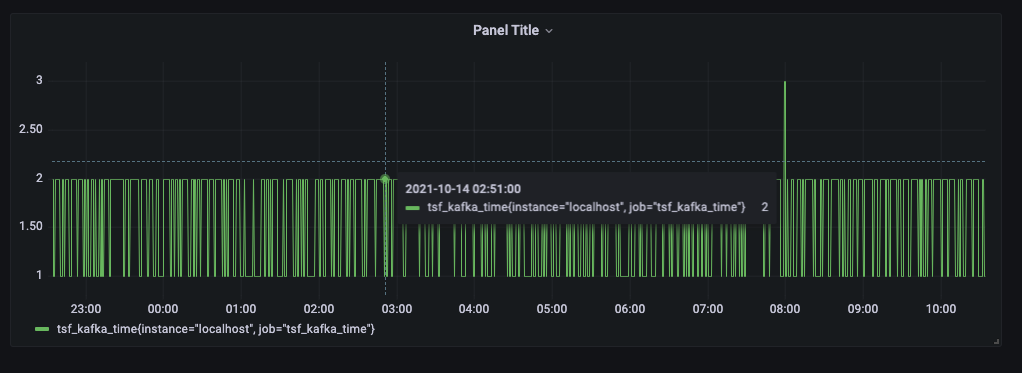 Panel Title
3
2.50
2
1.50
1
2021-10-14 02:51:00
tsf_kafka_time{instance="localhost", job="tsf_kafka_time"} 2
23:00 00:00 01:00 02:00 03:00 04:00 05:00 06:00 07:00 08:00 09:00 10:00
tsf_kafka_time{instance="localhost", job="tsf_kafka_time"}